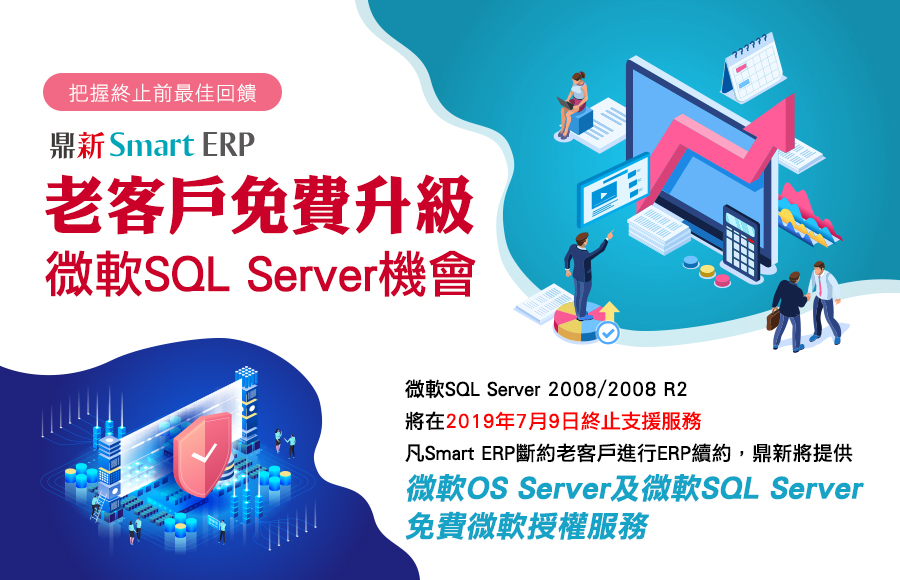 把握終止前最佳回饋
鼎新 Smart ERP
老客戶免費升級
微軟SQL Server機會
微軟SQL Server 2008/2008 R2
將在2019年7月9日終止支援服務
凡Smart ERP斷約老客戶進行ERP續約，鼎新將提供
微軟OS Server及微軟SQL Server
免費微軟授權服務